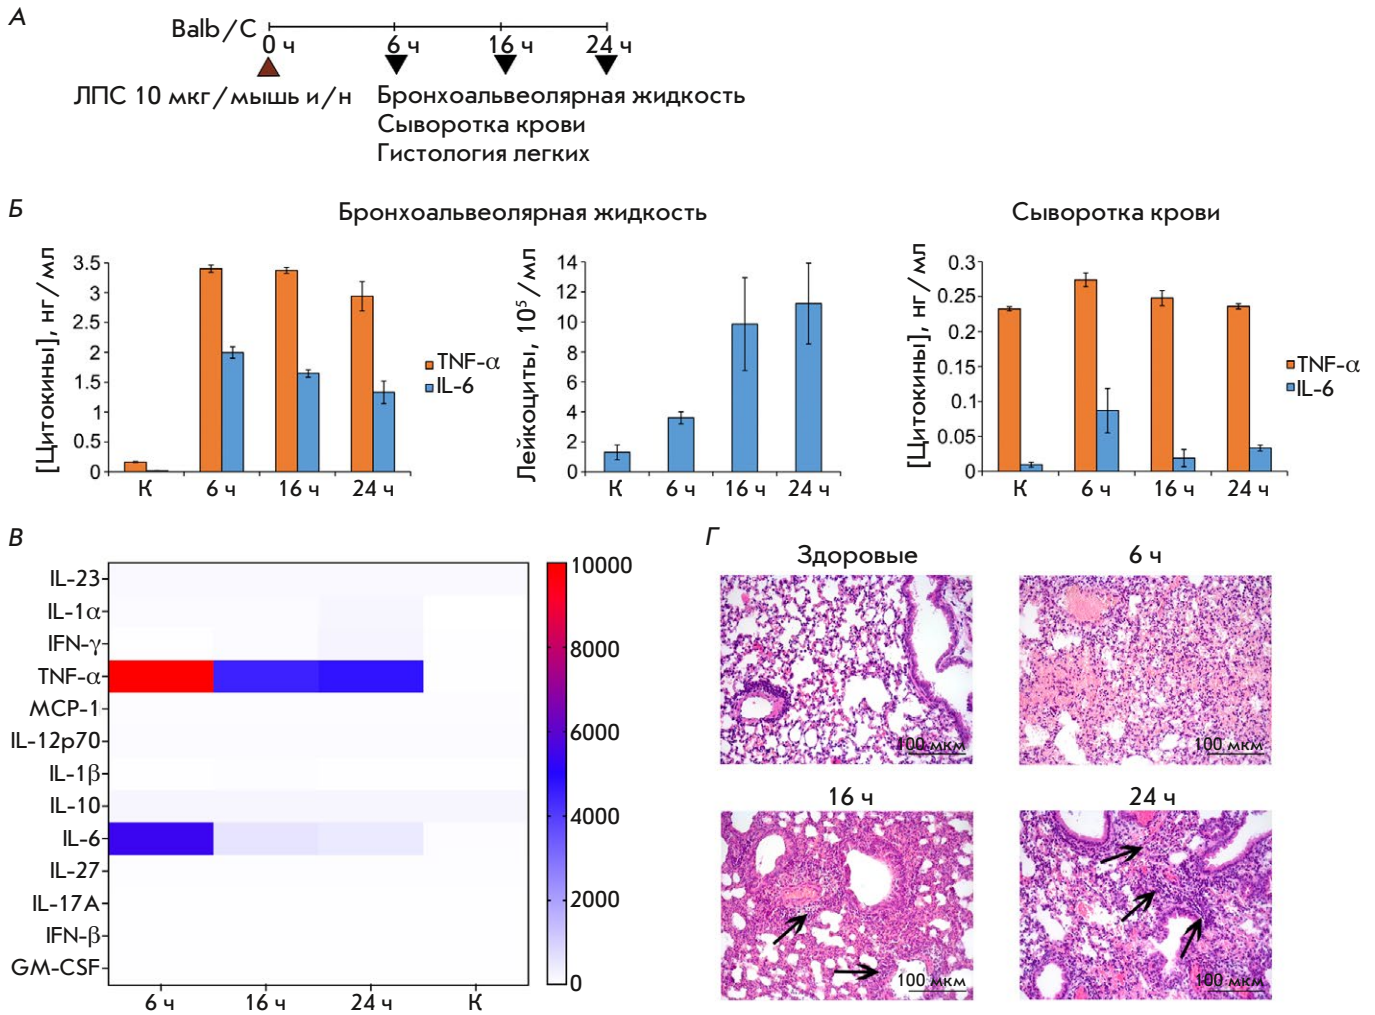 А
Balb/C
0 ч 6 ч 16 ч 24 ч
ЛПС 10 мкг/мышь и/н
Бронхоальвеолярная жидкость
Сыворотка крови
Гистология легких
Б
Бронхоальвеолярная жидкость
Сыворотка крови
[Цитокины], нг/мл
3.5
3
2.5
2
1.5
1
0.5
0
К 6 ч 16 ч 24 ч
TNF-α
IL-6
Лейкоциты, 10⁵/мл
14
12
10
8
6
4
2
0
К 6 ч 16 ч 24 ч
[Цитокины], нг/мл
0.3
0.25
0.2
0.15
0.1
0.05
0
К 6 ч 16 ч 24 ч
TNF-α
IL-6
В
IL-23
IL-1α
IFN-γ
TNF-α
MCP-1
IL-12p70
IL-1β
IL-10
IL-6
IL-27
IL-17A
IFN-β
GM-CSF
6 ч 16 ч 24 ч К
10000
8000
6000
4000
2000
0
Г
Здоровые
100 мкм
6 ч
100 мкм
16 ч
100 мкм
24 ч
100 мкм